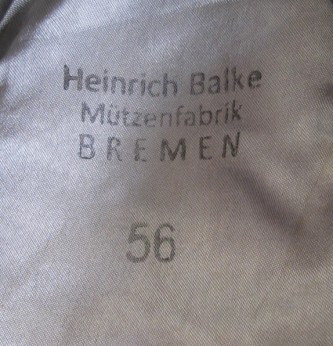 Heinrich Balke
Mützenfabrik
BREMEN
56